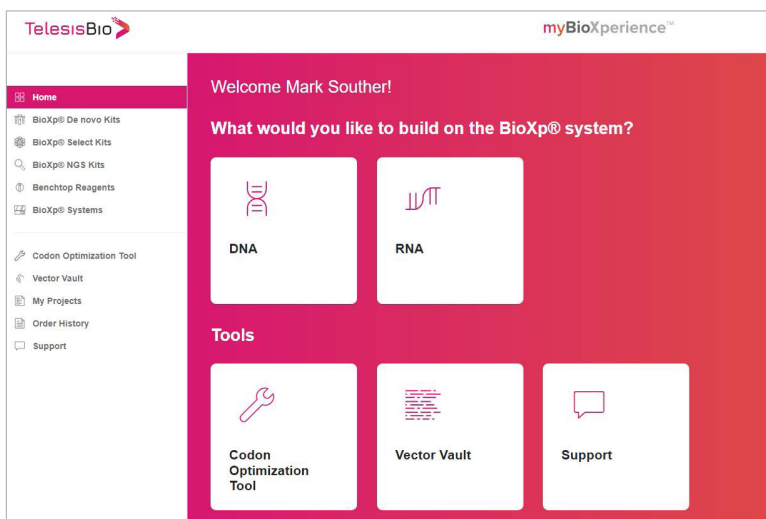 TelesisBio
myBioXperience™
Home
BioXp® De novo Kits
BioXp® Select Kits
BioXp® NGS Kits
Benchtop Reagents
BioXp® Systems
Codon Optimization Tool
Vector Vault
My Projects
Order History
Support
Welcome Mark Souther!
What would you like to build on the BioXp® system?
DNA
RNA
Tools
Codon
Optimization
Tool
Vector Vault
Support